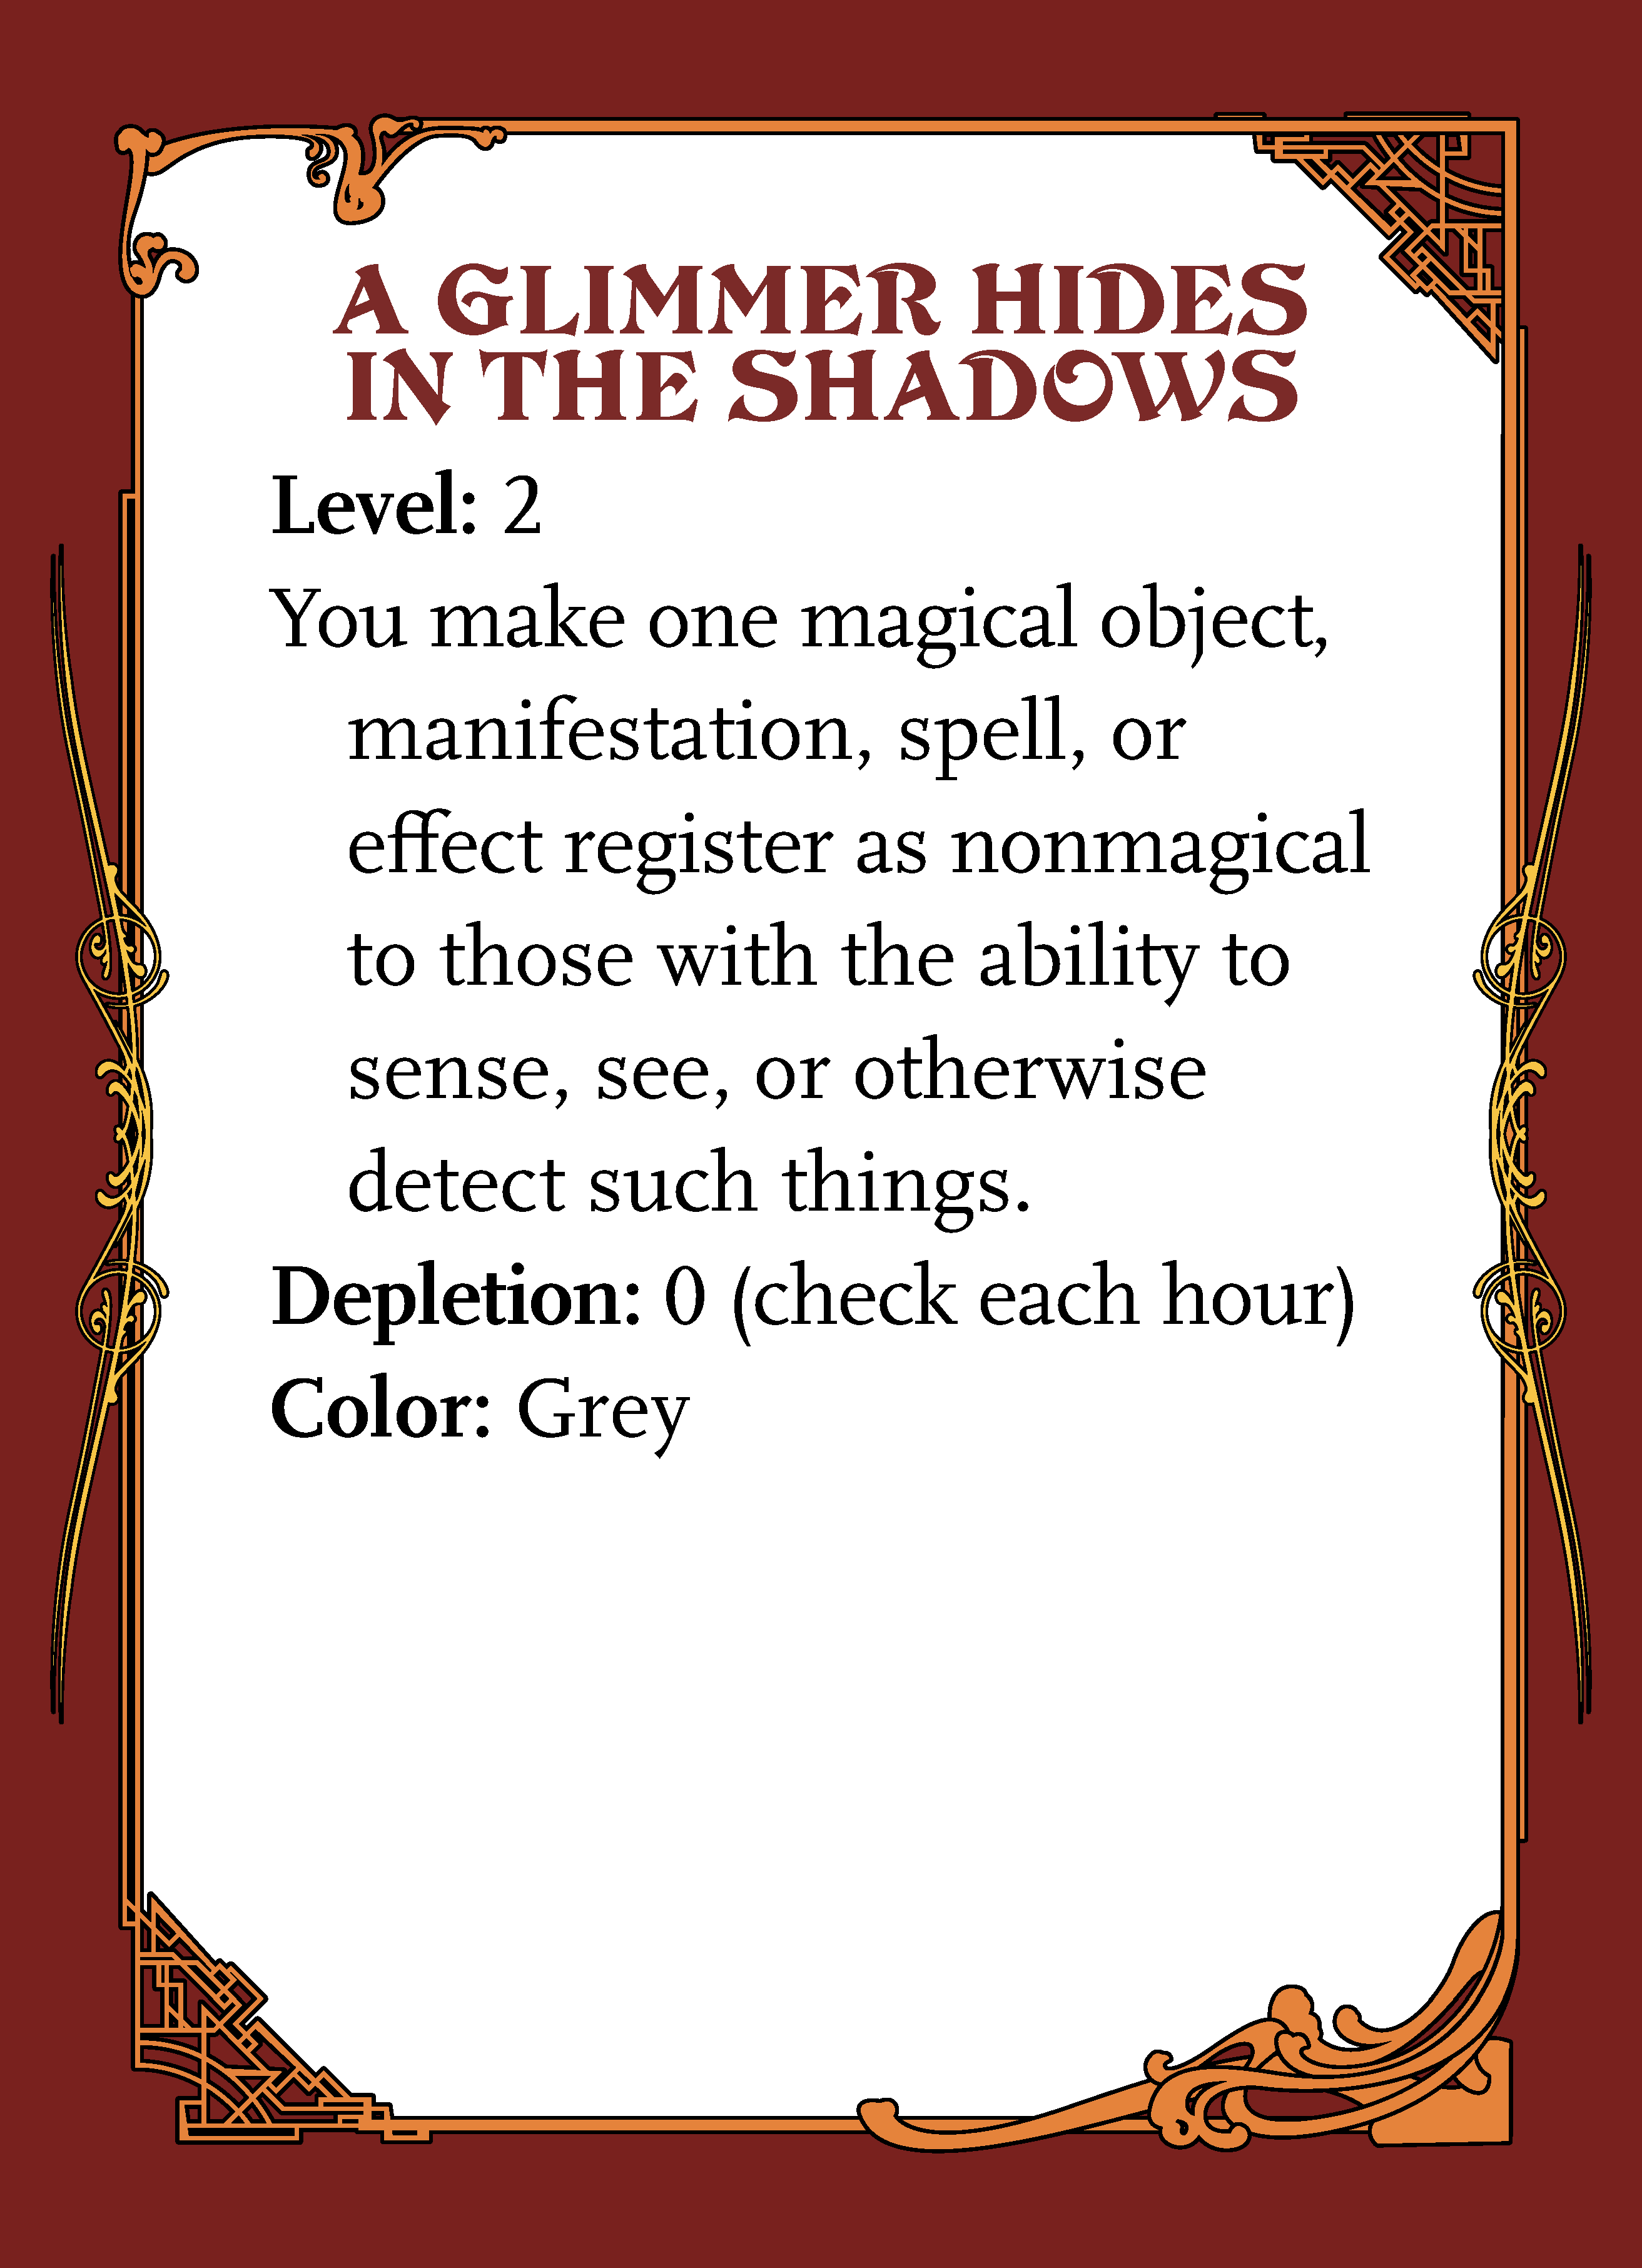 A GLIMMER HIDES
IN THE SHADOWS
Level: 2
You make one magical object,
manifestation, spell, or
effect register as nonmagical
to those with the ability to
sense, see, or otherwise
detect such things.
Depletion: 0 (check each hour)
Color: Grey